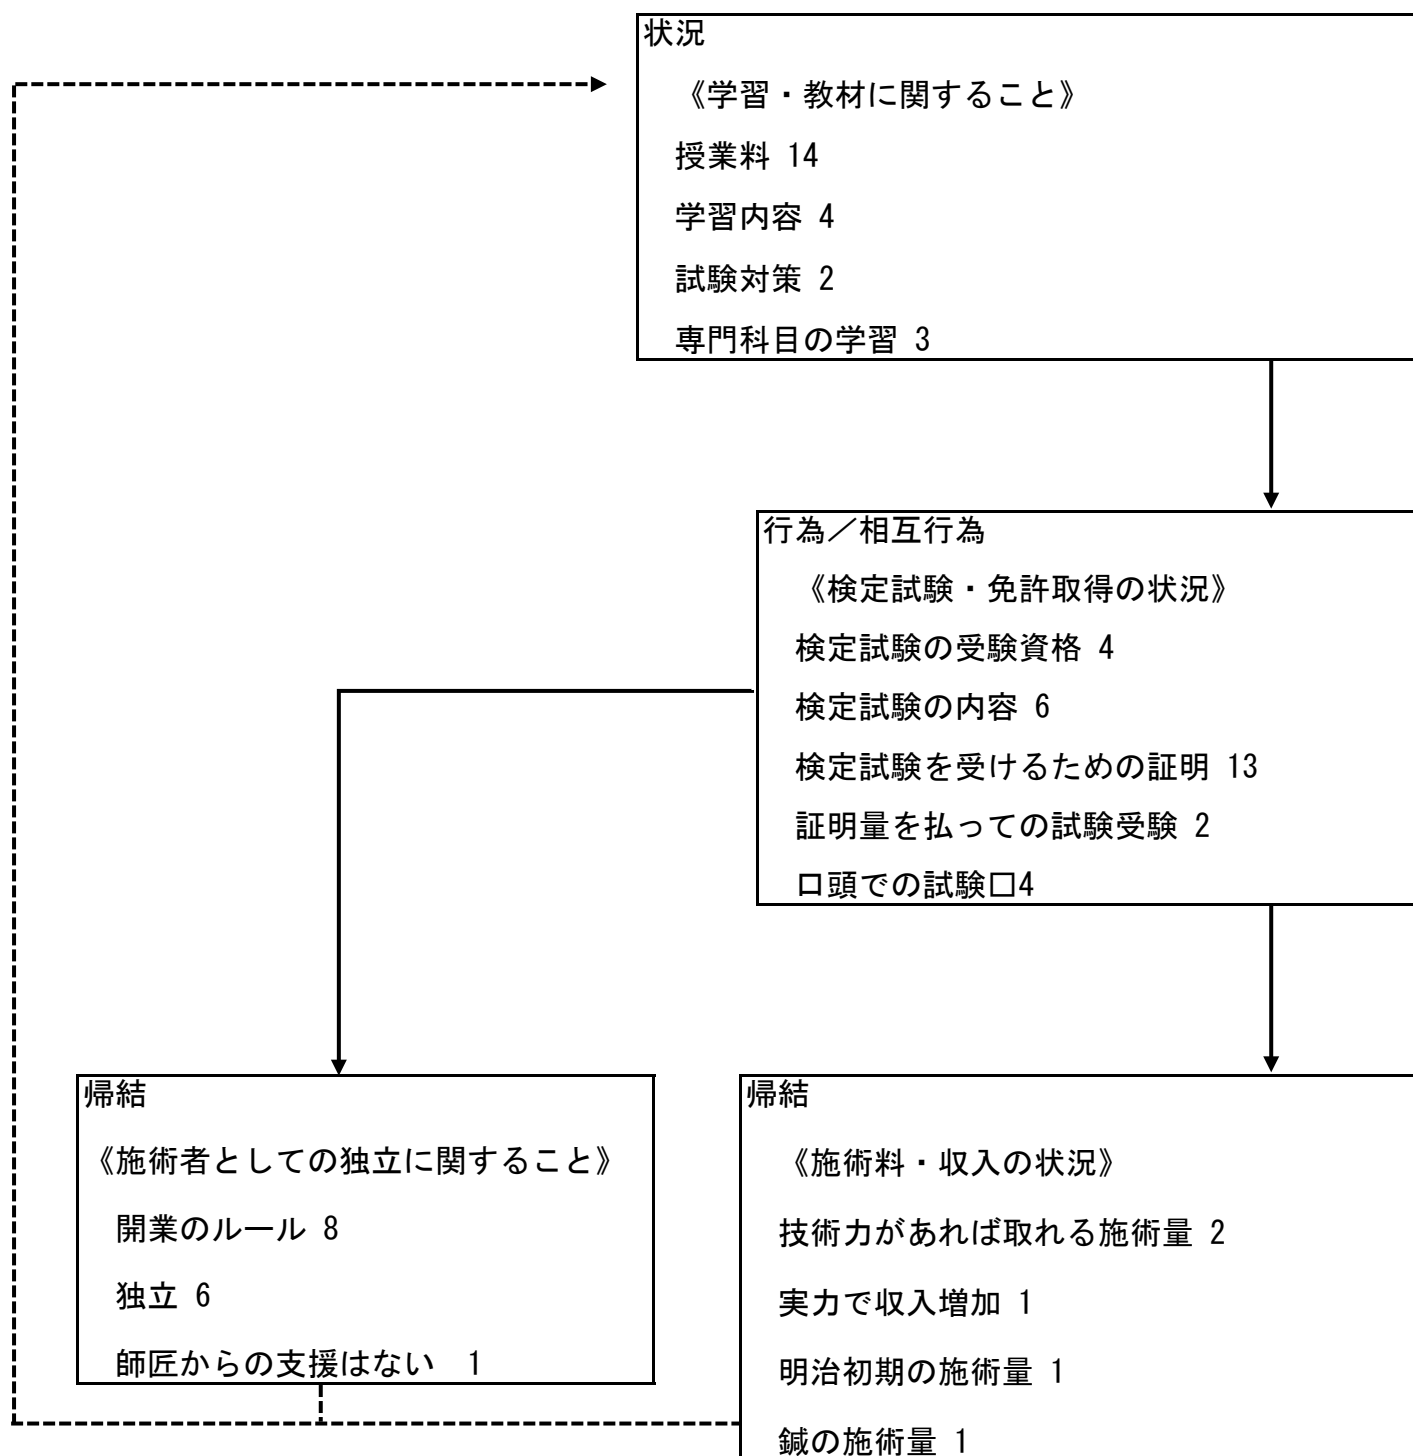 状況
《学習・教材に関すること》
授業料 14
学習内容 4
試験対策 2
専門科目の学習 3
行為／相互行為
《検定試験・免許取得の状況》
検定試験の受験資格 4
検定試験の内容 6
検定試験を受けるための証明 13
証明量を払っての試験受験 2
口頭での試験□4
帰結
《施術者としての独立に関すること》
開業のルール 8
独立 6
師匠からの支援はない　1
帰結
《施術料・収入の状況》
技術力があれば取れる施術量 2
実力で収入増加 1
明治初期の施術量 1
鍼の施術量 1